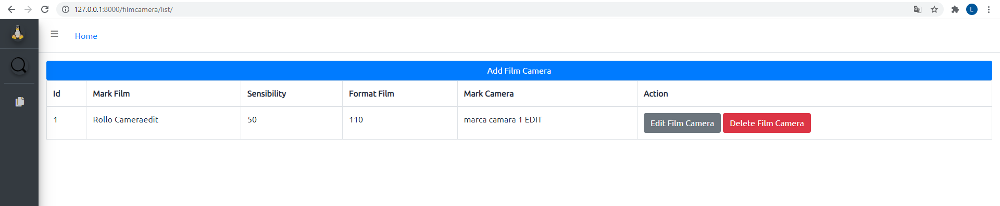 127.0.0.1:8000/filmcamera/list/
L
Home
Add Film Camera
Id Mark Film Sensibility Format Film Mark Camera Action
1 Rollo Cameraedit 50 110 marca camara 1 EDIT Edit Film Camera Delete Film Camera